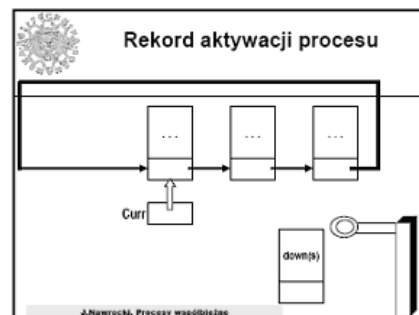 Rekord aktywacji procesu
... ... ...
Curr
down(s)
J.Nawrocki, Procesy współbieżne